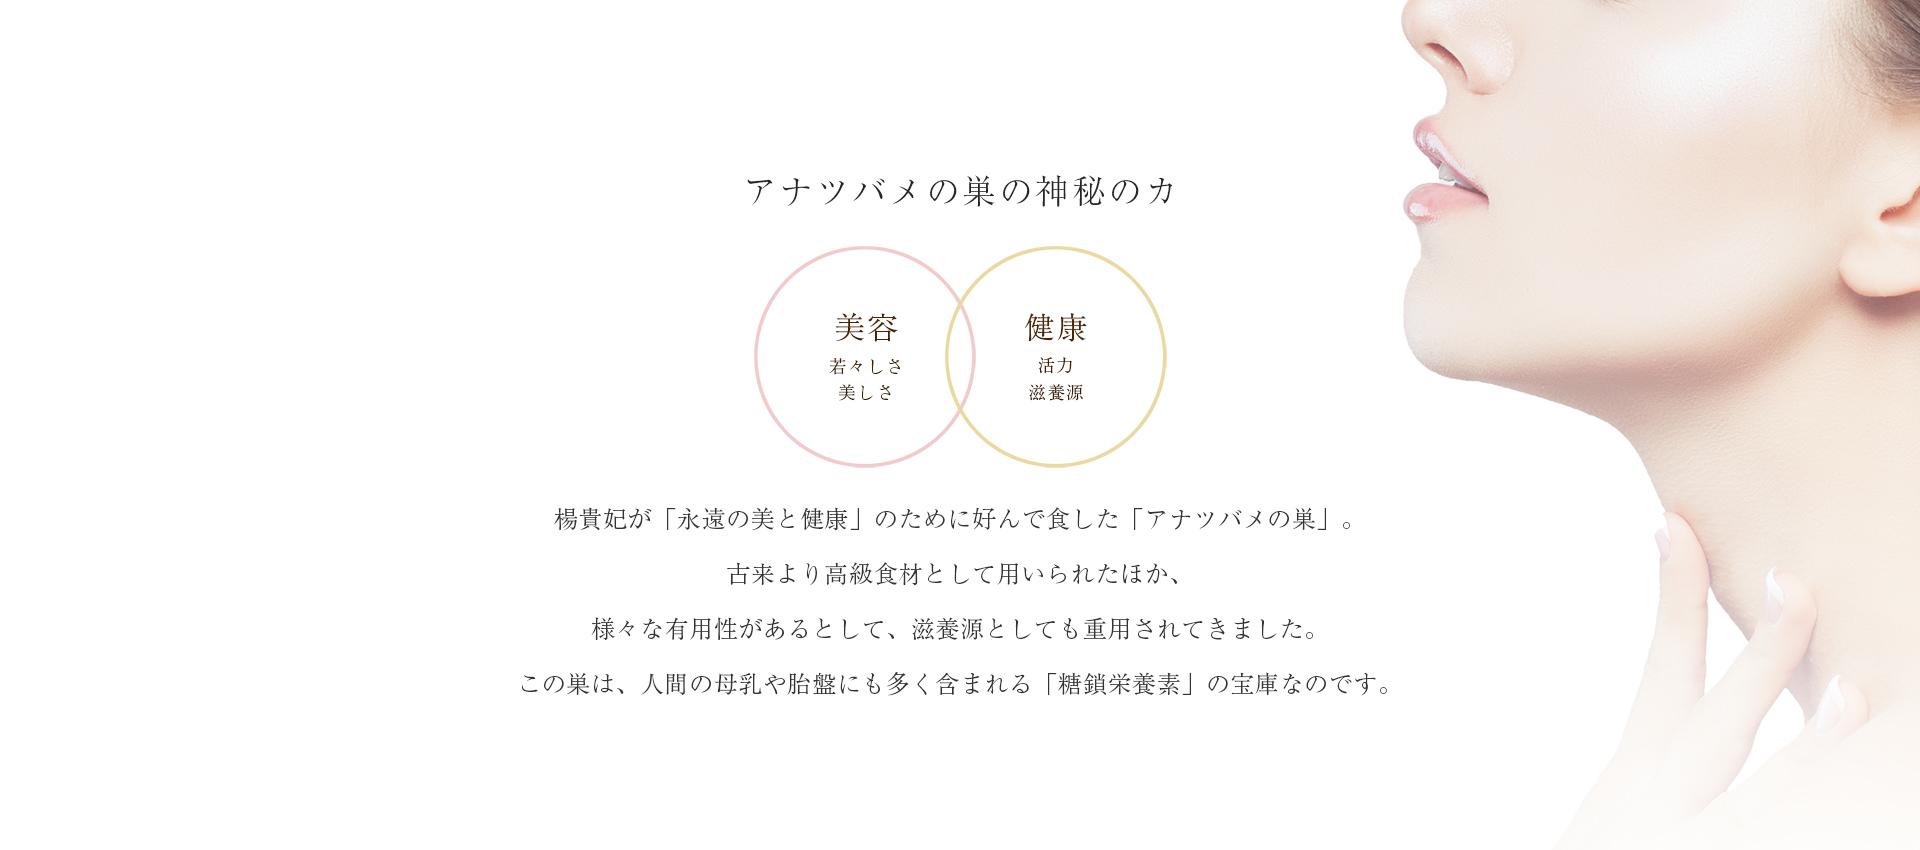 アナツバメの巣の神秘の力
美容
若々しさ
美しさ
健康
活力
滋養源
楊貴妃が「永遠の美と健康」のために好んで食した「アナツバメの巣」。
古来より高級食材として用いられたほか、
様々な有用性があるとして、滋養源としても重用されてきました。
この巣は、人間の母乳や胎盤にも多く含まれる「糖鎖栄養素」の宝庫なのです。